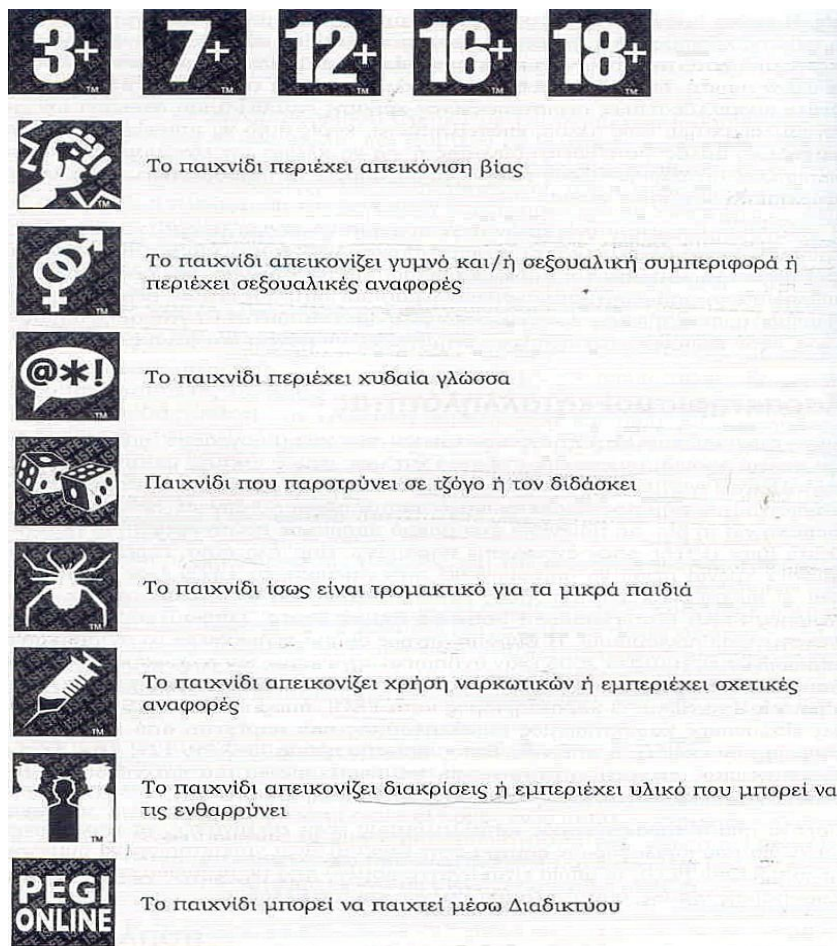 3+ 7+ 12+ 16+ 18+
Το παιχνίδι περιέχει απεικόνιση βίας
Το παιχνίδι απεικονίζει γυμνό και/ή σεξουαλική συμπεριφορά ή
περιέχει σεξουαλικές αναφορές
@*!
Το παιχνίδι περιέχει χυδαία γλώσσα
Παιχνίδι που παροτρύνει σε τζόγο ή τον διδάσκει
Το παιχνίδι ίσως είναι τρομακτικό για τα μικρά παιδιά
Το παιχνίδι απεικονίζει χρήση ναρκωτικών ή εμπεριέχει σχετικές
αναφορές
Το παιχνίδι απεικονίζει διακρίσεις ή εμπεριέχει υλικό που μπορεί να
τις ενθαρρύνει
PEGI
ONLINE
Το παιχνίδι μπορεί να παιχτεί μέσω Διαδικτύου